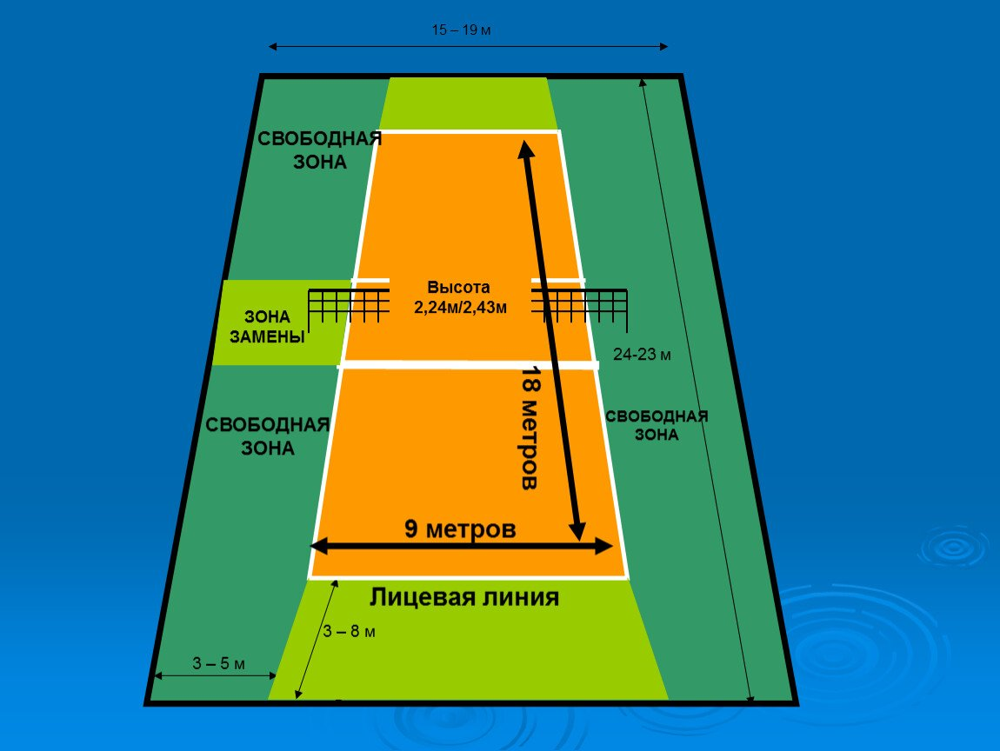 15 – 19 м
СВОБОДНАЯ
ЗОНА
Высота
2,24м/2,43м
ЗОНА
ЗАМЕНЫ
24-23 м
18 метров
СВОБОДНАЯ
ЗОНА
СВОБОДНАЯ
ЗОНА
9 метров
Лицевая линия
3 – 8 м
3 – 5 м